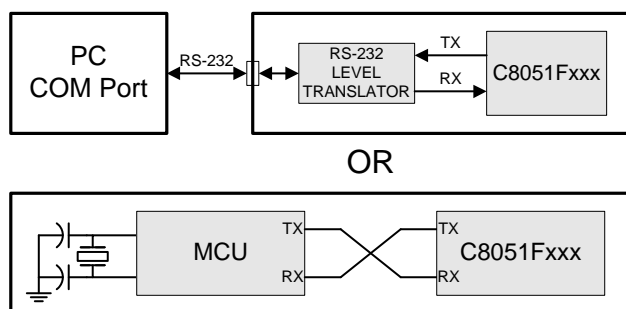 PC
COM Port
RS-232
RS-232
LEVEL
TRANSLATOR
TX
RX
C8051Fxxx
OR
MCU
TX
RX
TX
RX
C8051Fxxx